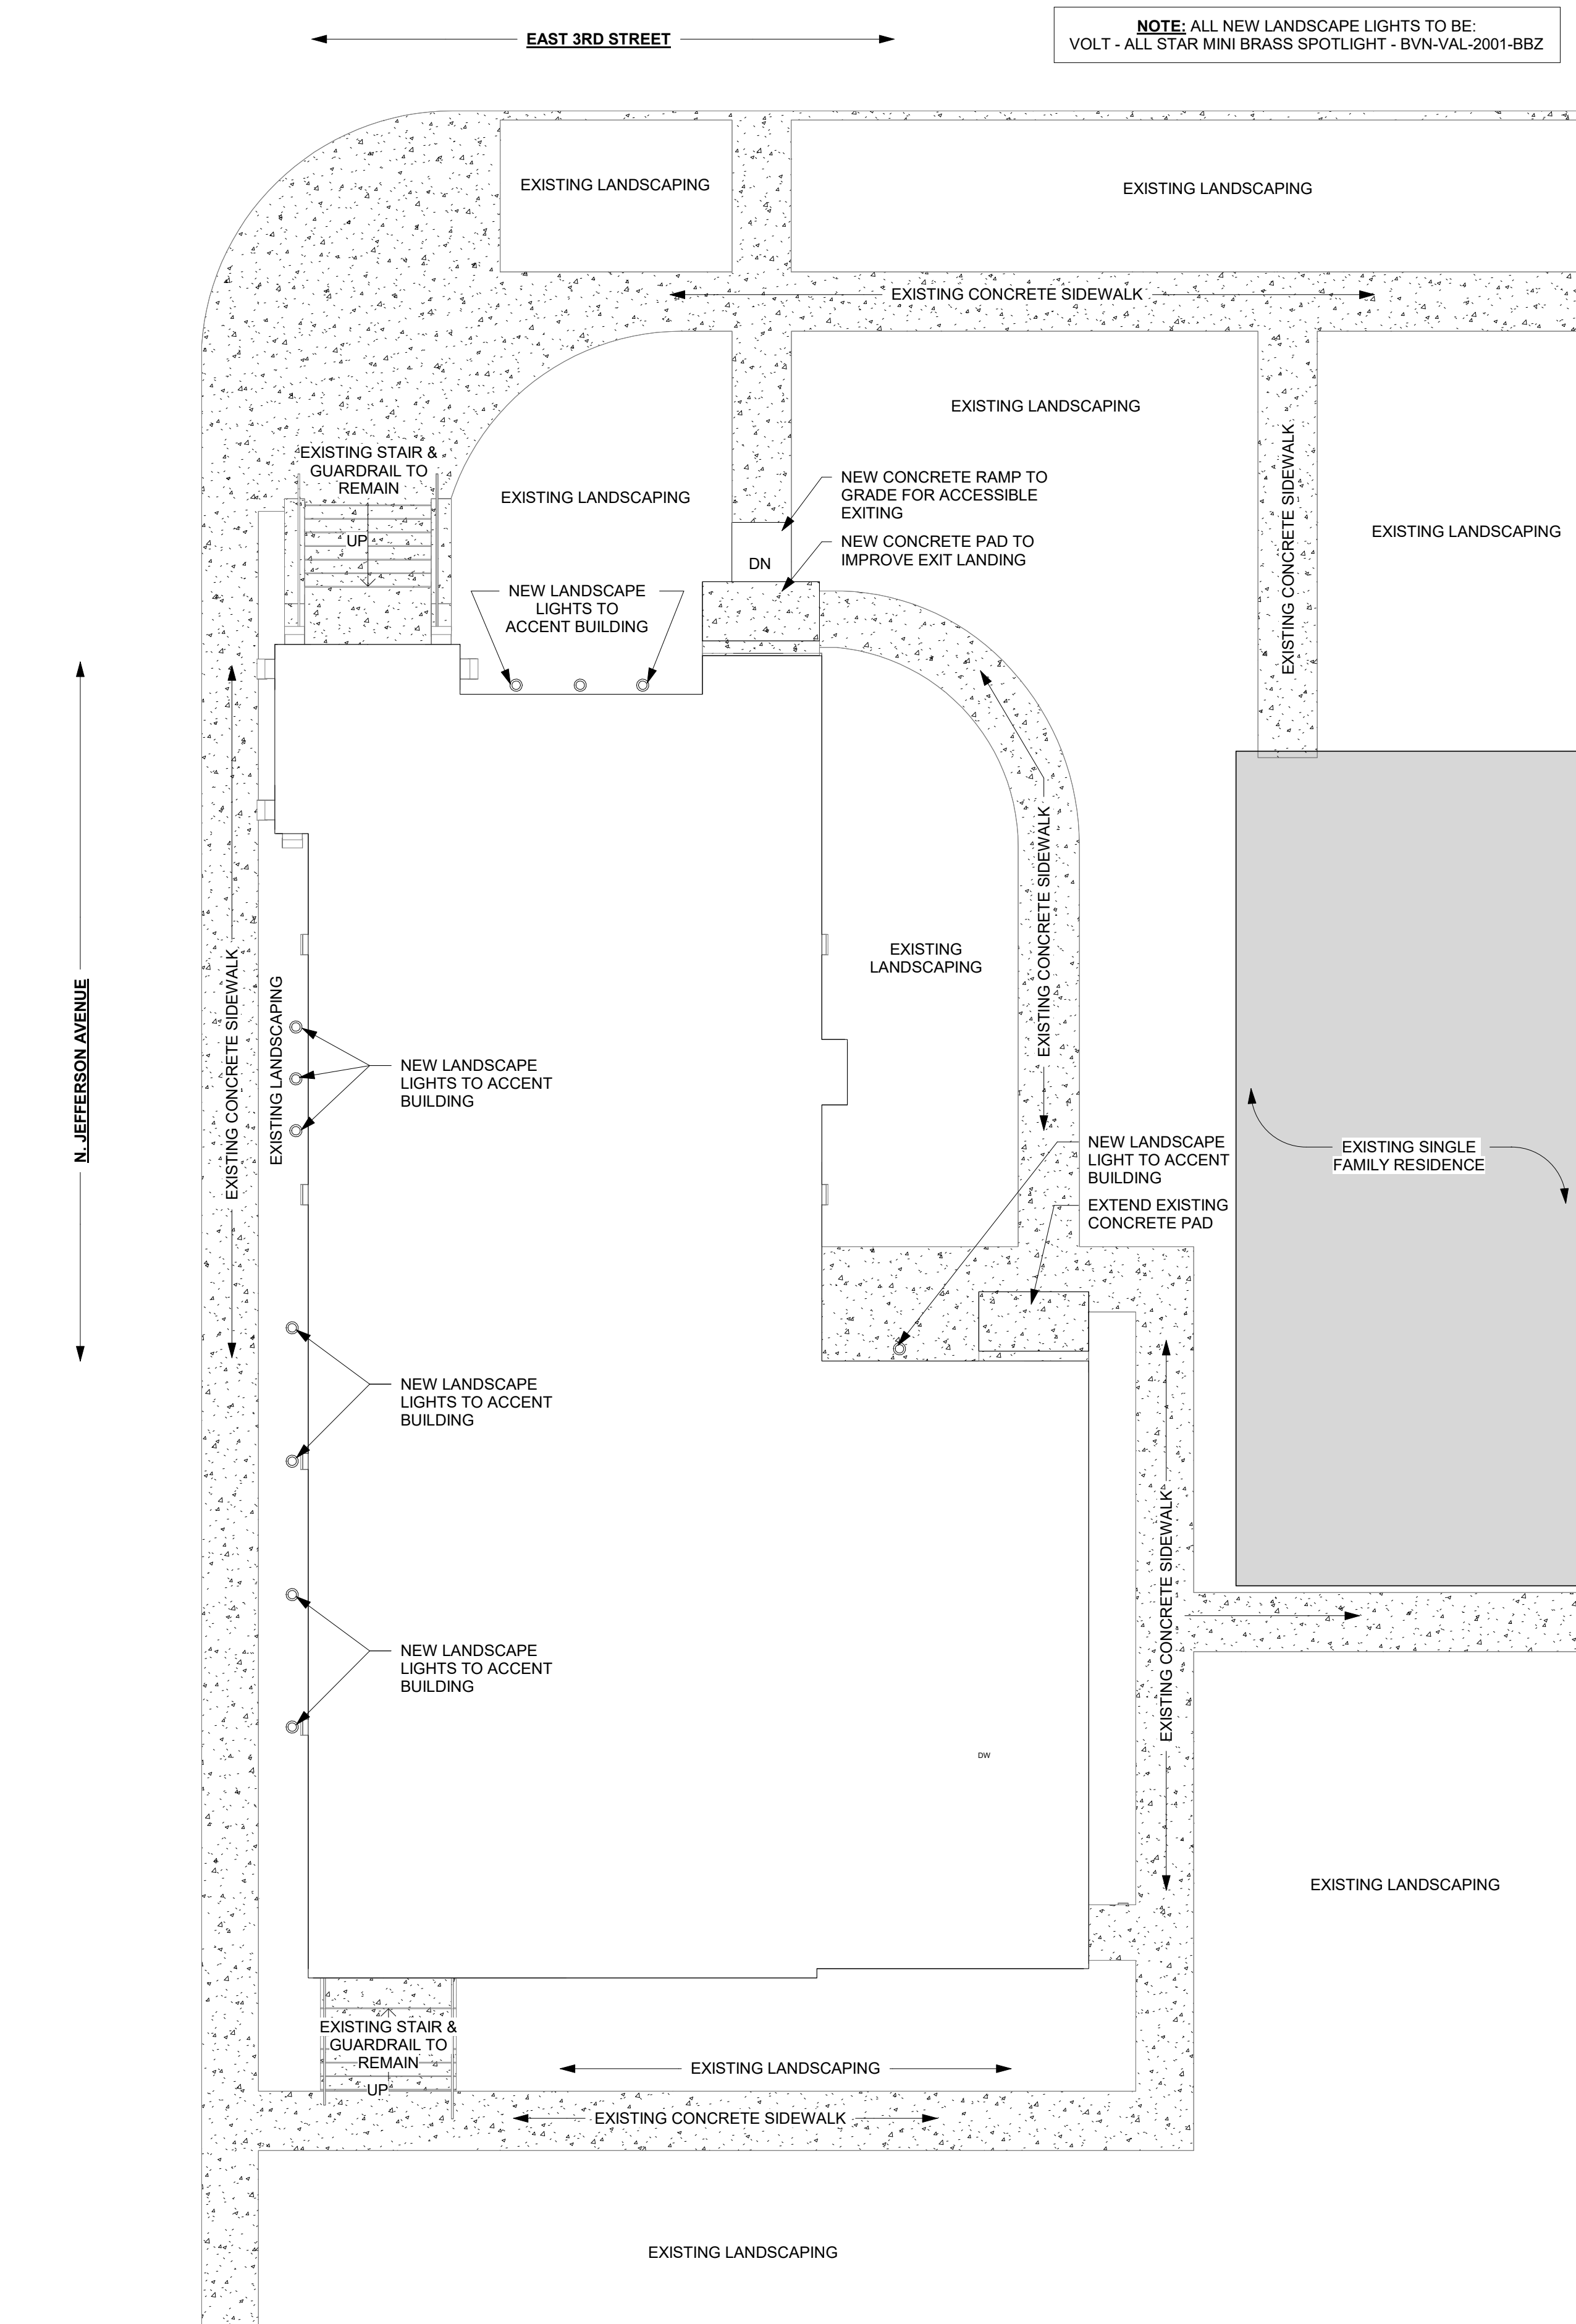 EAST 3RD STREET
NOTE: ALL NEW LANDSCAPE LIGHTS TO BE:
VOLT - ALL STAR MINI BRASS SPOTLIGHT - BVN-VAL-2001-BBZ
EXISTING LANDSCAPING
EXISTING LANDSCAPING
EXISTING CONCRETE SIDEWALK
EXISTING LANDSCAPING
EXISTING CONCRETE SIDEWALK
EXISTING LANDSCAPING
EXISTING STAIR &
GUARDRAIL TO
REMAIN
UP
EXISTING LANDSCAPING
NEW CONCRETE RAMP TO
GRADE FOR ACCESSIBLE
EXITING
NEW CONCRETE PAD TO
IMPROVE EXIT LANDING
DN
NEW LANDSCAPE
LIGHTS TO
ACCENT BUILDING
N. JEFFERSON AVENUE
EXISTING CONCRETE SIDEWALK
EXISTING LANDSCAPING
EXISTING
LANDSCAPING
EXISTING CONCRETE SIDEWALK
NEW LANDSCAPE
LIGHTS TO ACCENT
BUILDING
NEW LANDSCAPE
LIGHT TO ACCENT
BUILDING
EXTEND EXISTING
CONCRETE PAD
EXISTING SINGLE
FAMILY RESIDENCE
NEW LANDSCAPE
LIGHTS TO ACCENT
BUILDING
EXISTING CONCRETE SIDEWALK
NEW LANDSCAPE
LIGHTS TO ACCENT
BUILDING
DW
EXISTING LANDSCAPING
EXISTING STAIR &
GUARDRAIL TO
REMAIN
UP
EXISTING LANDSCAPING
EXISTING CONCRETE SIDEWALK
EXISTING LANDSCAPING